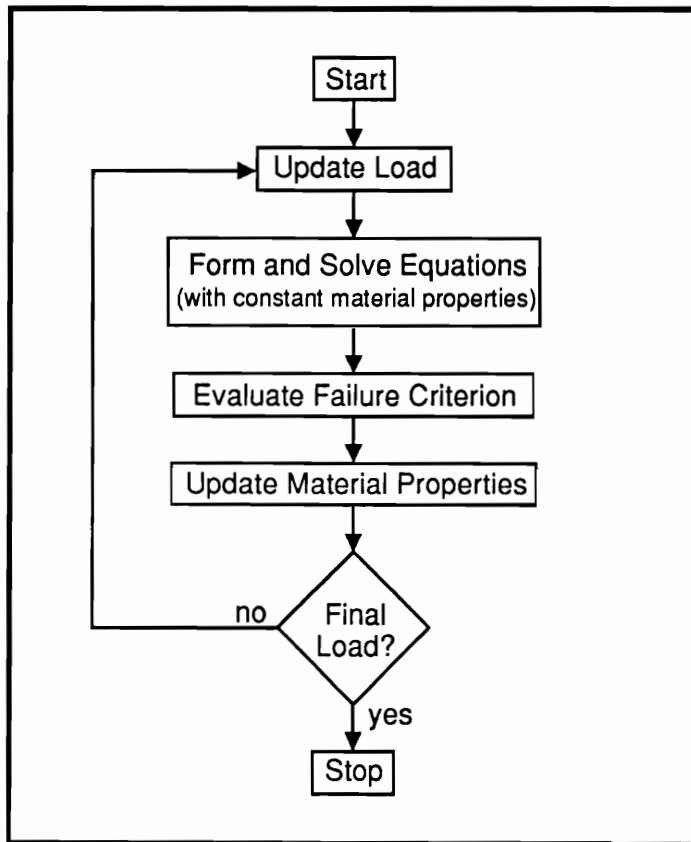 Start
Update Load
Form and Solve Equations
(with constant material properties)
Evaluate Failure Criterion
Update Material Properties
no
Final
Load?
yes
Stop